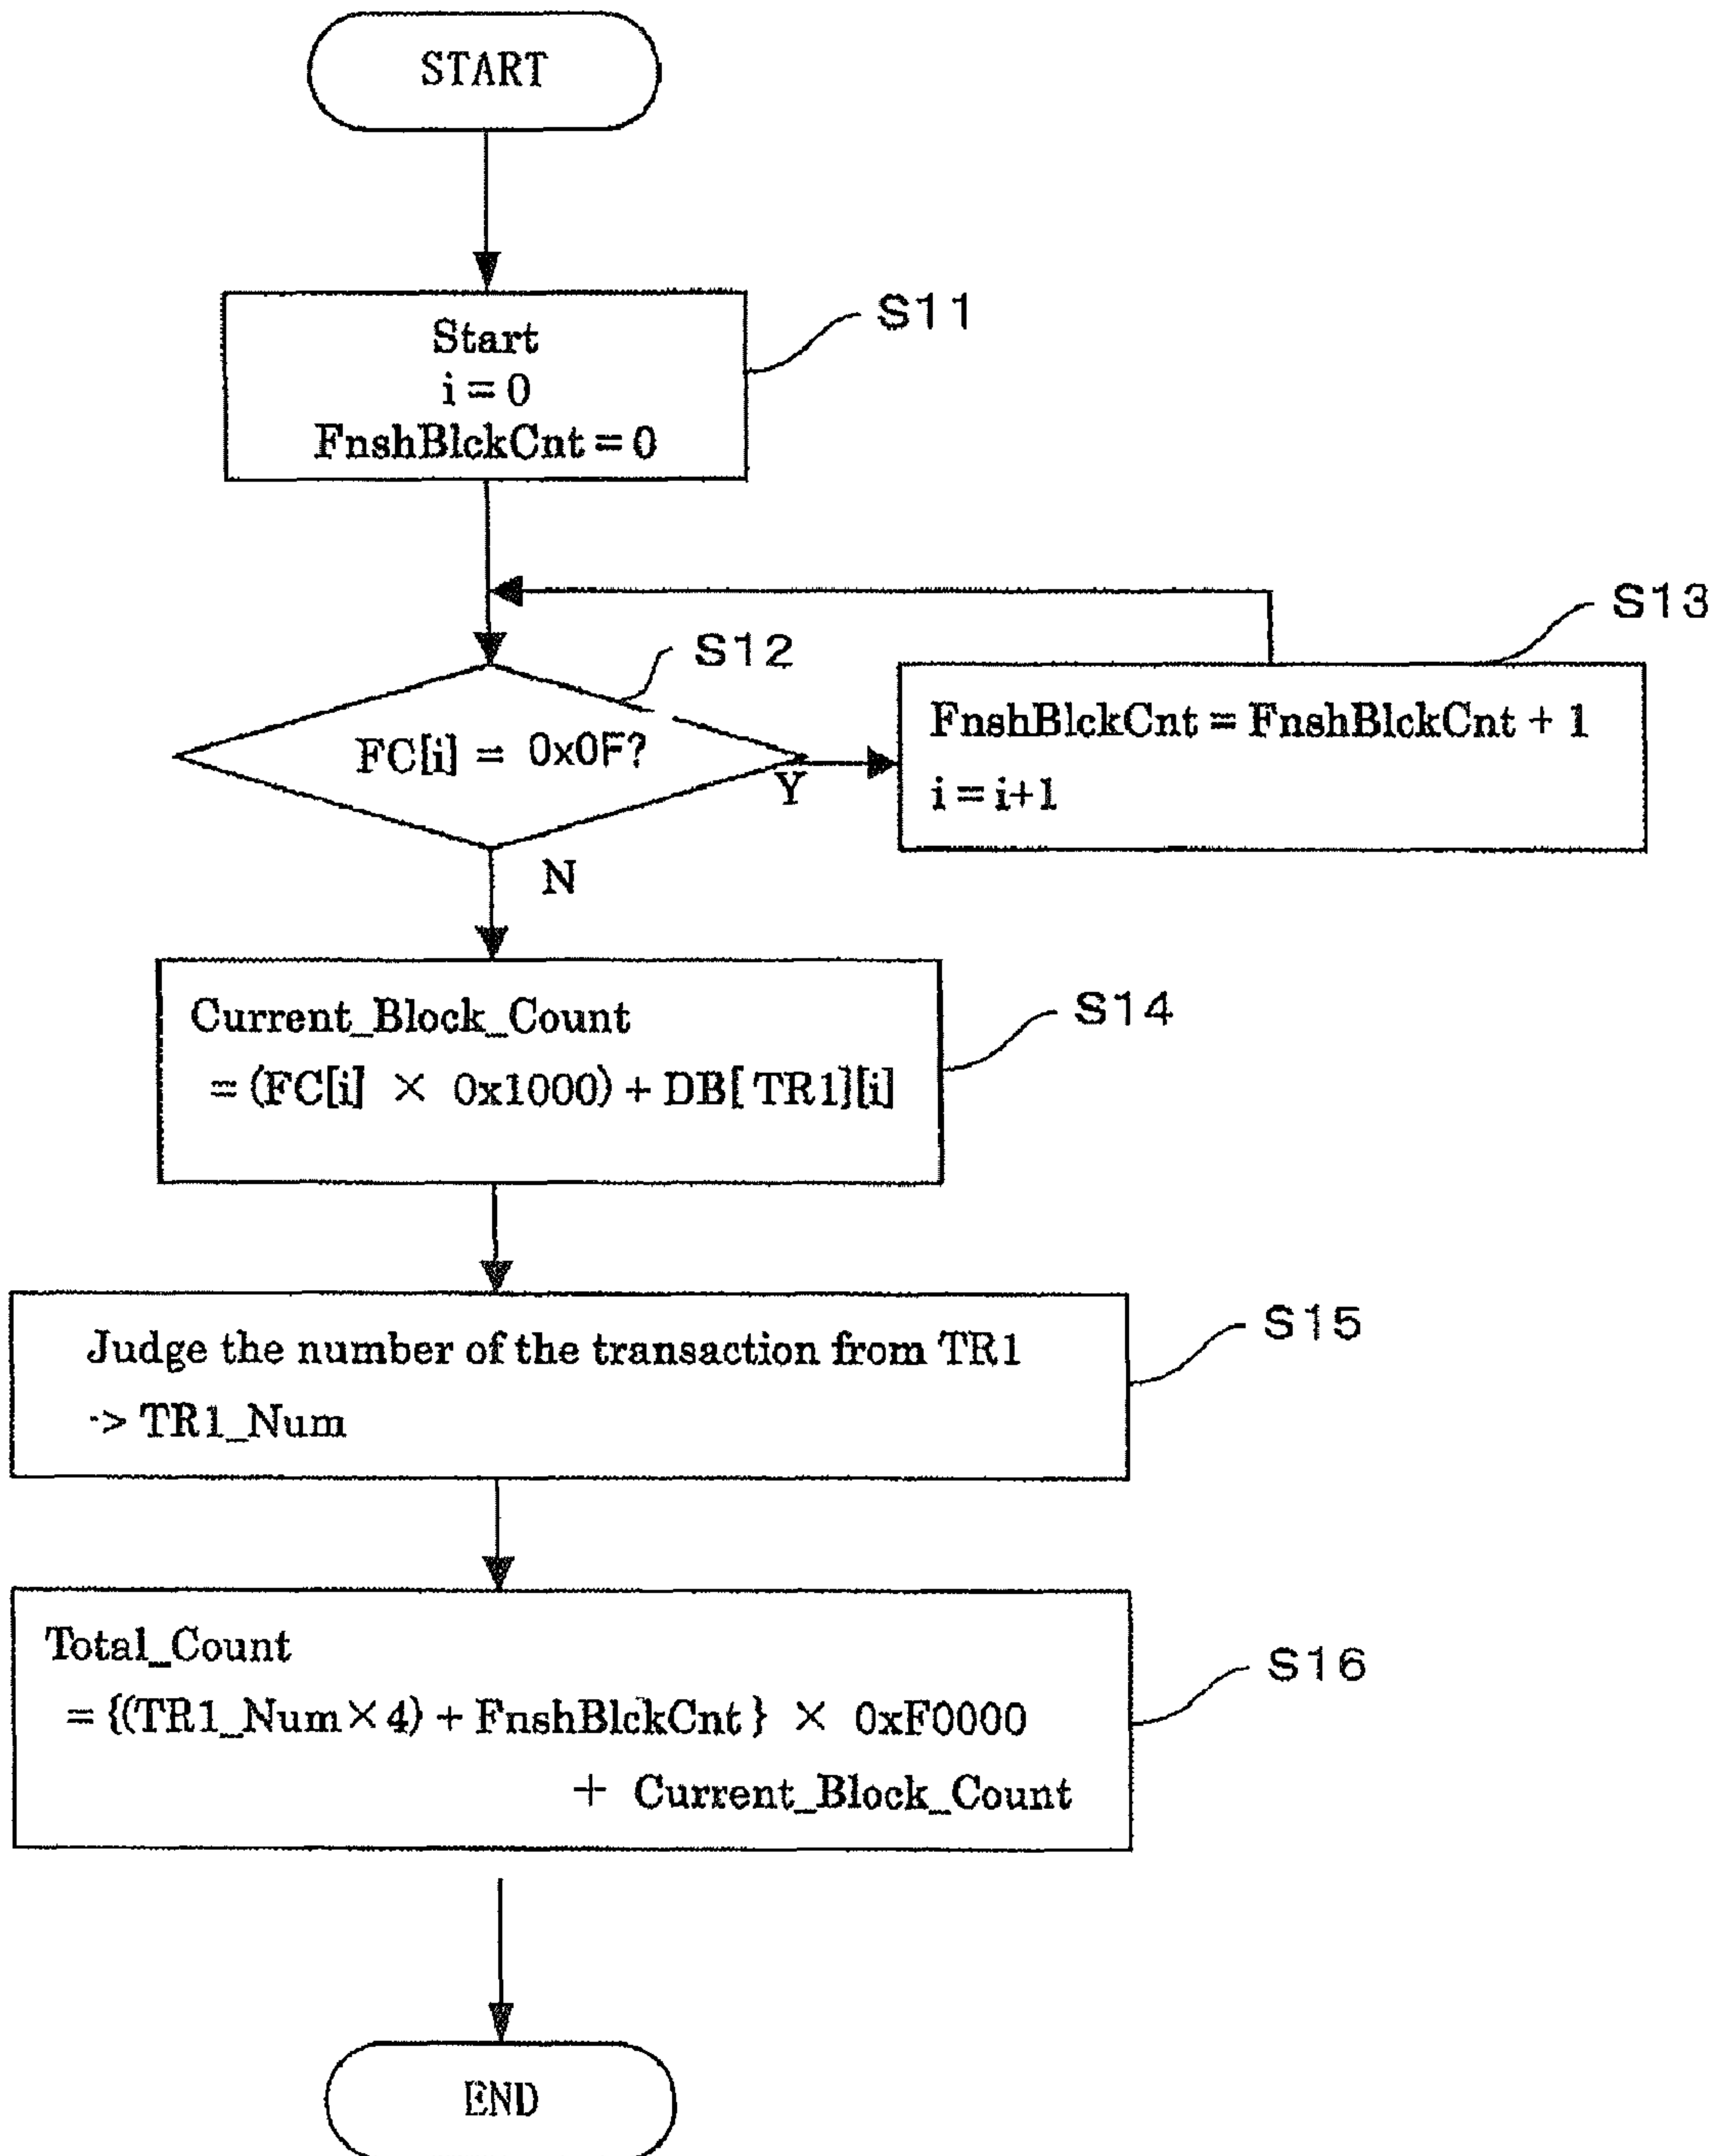 START
S11
Start
i = 0
FnshBlckCnt = 0
S13
S12
FnshBlckCnt = FnshBlckCnt + 1
i = i+1
FC[i] = 0x0F?
Y
N
S14
Current_Block_Count
= (FC[i] × 0x1000) + DB[TR1][i]
S15
Judge the number of the transaction from TR1
-> TR1_Num
S16
Total_Count
= {(TR1_Num×4) + FnshBlckCnt} × 0xF0000
+ Current_Block_Count
END